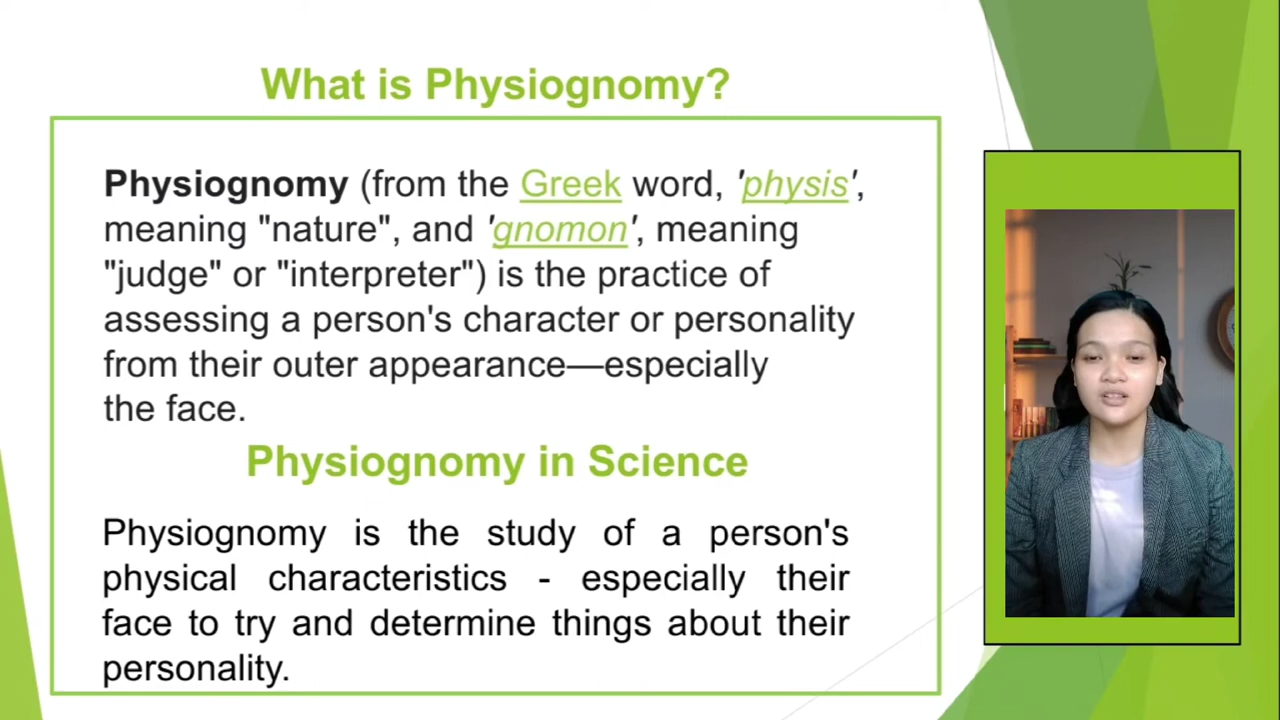 What is Physiognomy?
Physiognomy (from the Greek word, 'physis',
meaning "nature", and 'gnomon', meaning
"judge" or "interpreter") is the practice of
assessing a person's character or personality
from their outer appearance—especially
the face.
Physiognomy in Science
Physiognomy is the study of a person's
physical characteristics - especially their
face to try and determine things about their
personality.